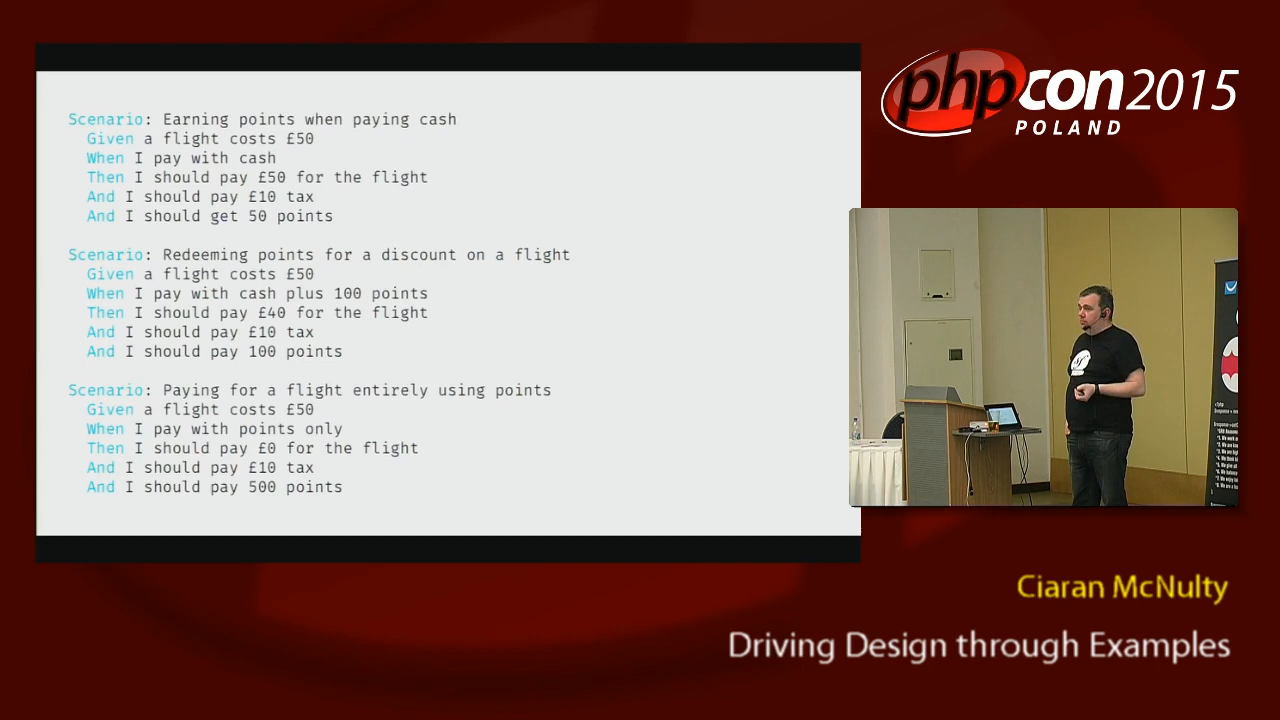 Scenario: Earning points when paying cash
Given a flight costs £50
When I pay with cash
Then I should pay £50 for the flight
And I should pay £10 tax
And I should get 50 points
Scenario: Redeeming points for a discount on a flight
Given a flight costs £50
When I pay with cash plus 100 points
Then I should pay £40 for the flight
And I should pay £10 tax
And I should pay 100 points
Scenario: Paying for a flight entirely using points
Given a flight costs £50
When I pay with points only
Then I should pay £0 for the flight
And I should pay £10 tax
And I should pay 500 points
phpcon2015
POLAND
Ciaran McNulty
Driving Design through Examples